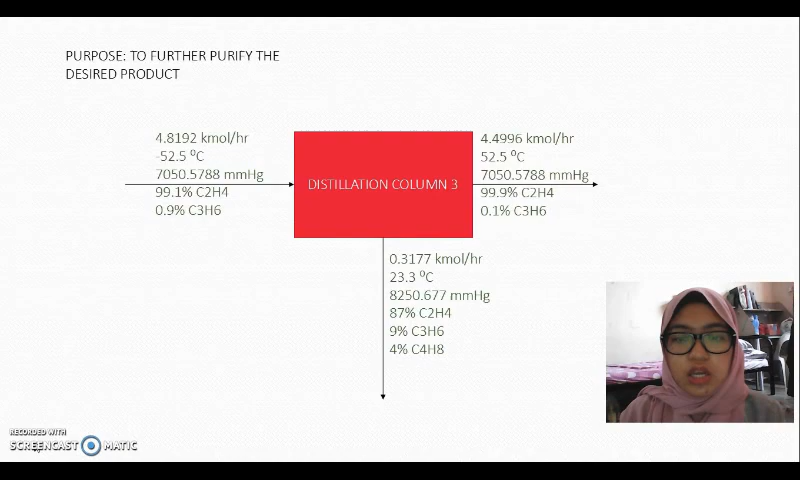 PURPOSE: TO FURTHER PURIFY THE
DESIRED PRODUCT
4.8192 kmol/hr
-52.5 ⁰C
7050.5788 mmHg
99.1% C2H4
0.9% C3H6
DISTILLATION COLUMN 3
4.4996 kmol/hr
52.5 ⁰C
7050.5788 mmHg
99.9% C2H4
0.1% C3H6
0.3177 kmol/hr
23.3 ⁰C
8250.677 mmHg
87% C2H4
9% C3H6
4% C4H8
RECORDED WITH
SCREENCAST MATIC